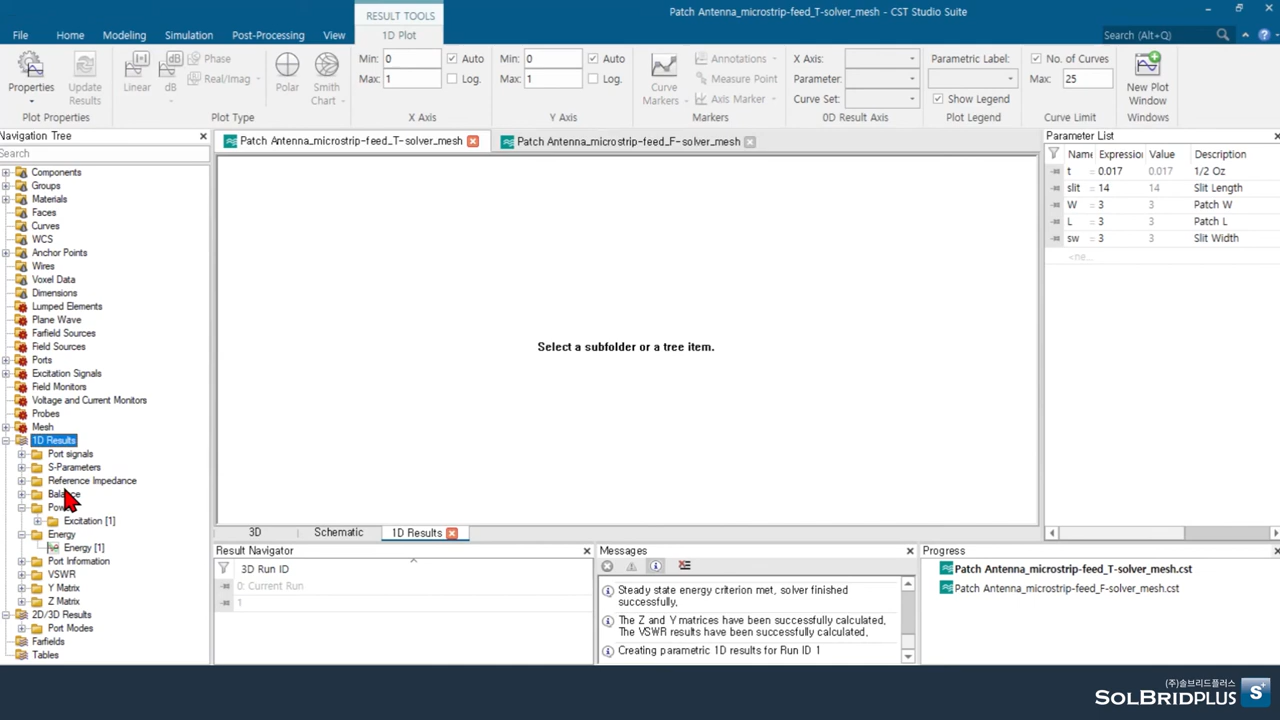 Patch Antenna_microstrip-feed_T-solver_mesh - CST Studio Suite
RESULT TOOLS
File Home Modeling Simulation Post-Processing View 1D Plot Search (Alt+Q)
Properties
Update Results
Plot Properties
Linear
dB
Phase
Real/Imag
Polar
Smith Chart
Plot Type
Min: 0 Auto
Max: 1 Log.
X Axis
Min: 0 Auto
Max: 1 Log.
Y Axis
Curve Markers
Annotations
Measure Point
Axis Marker
Markers
X Axis:
Parameter:
Curve Set:
0D Result Axis
Parametric Label:
Show Legend
Plot Legend
No. of Curves
Max: 25
Curve Limit
New Plot Window
Windows
Navigation Tree
Search
Components
Groups
Materials
Faces
Curves
WCS
Anchor Points
Wires
Voxel Data
Dimensions
Lumped Elements
Plane Wave
Farfield Sources
Field Sources
Ports
Excitation Signals
Field Monitors
Voltage and Current Monitors
Probes
Mesh
1D Results
Port signals
S-Parameters
Reference Impedance
Balance
Excitation [1]
Energy
Energy [1]
Port Information
VSWR
Y Matrix
Z Matrix
2D/3D Results
Port Modes
Farfields
Tables
Patch Antenna_microstrip-feed_T-solver_mesh
Patch Antenna_microstrip-feed_F-solver_mesh
Select a subfolder or a tree item.
3D Schematic 1D Results
Parameter List
Name Expression Value Description
t = 0.017 0.017 1/2 Oz
slit = 14 14 Slit Length
W = 3 3 Patch W
L = 3 3 Patch L
sw = 3 3 Slit Width
<ne...
Result Navigator
3D Run ID
0: Current Run
1
Messages
Steady state energy criterion met, solver finished
successfully,
The Z and Y matrices have been successfully calculated,
The VSWR results have been successfully calculated,
Creating parametric 1D results for Run ID 1
Progress
Patch Antenna_microstrip-feed_T-solver_mesh.cst
Patch Antenna_microstrip-feed_F-solver_mesh.cst
(주)솔브리드플러스
SOLBRIDPLUS S+